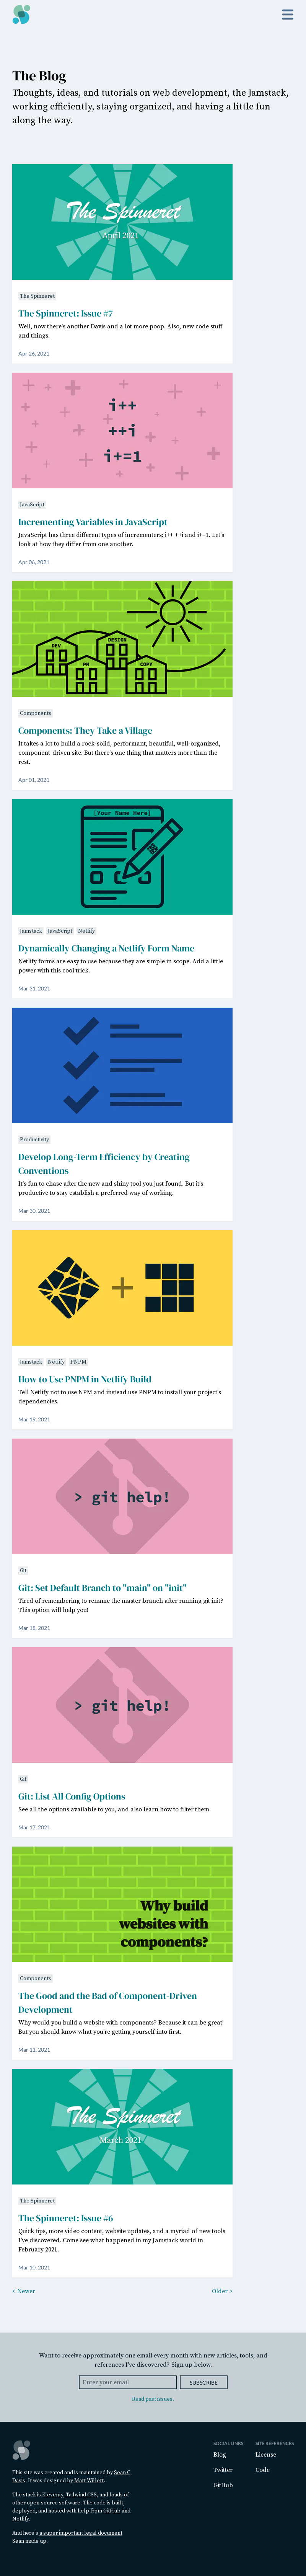 The Blog
Thoughts, ideas, and tutorials on web development, the Jamstack,
working efficiently, staying organized, and having a little fun
along the way.
The Spinneret
April 2021
The Spinneret
The Spinneret: Issue #7
Well, now there's another Davis and a lot more poop. Also, new code stuff
and things.
Apr 26, 2021
i++
++i
i+=1
JavaScript
Incrementing Variables in JavaScript
JavaScript has three different types of incrementers: i++ ++i and i+=1. Let's
look at how they differ from one another.
Apr 06, 2021
DEV
PM
DESIGN
COPY
Components
Components: They Take a Village
It takes a lot to build a rock-solid, performant, beautiful, well-organized,
component-driven site. But there's one thing that matters more than the
rest.
Apr 01, 2021
[Your Name Here]
Jamstack JavaScript Netlify
Dynamically Changing a Netlify Form Name
Netlify forms are easy to use because they are simple in scope. Add a little
power with this cool trick.
Mar 31, 2021
Productivity
Develop Long-Term Efficiency by Creating
Conventions
It's fun to chase after the new and shiny tool you just found. But it's
productive to stay establish a preferred way of working.
Mar 30, 2021
Jamstack Netlify PNPM
How to Use PNPM in Netlify Build
Tell Netlify not to use NPM and instead use PNPM to install your project's
dependencies.
Mar 19, 2021
> git help!
Git
Git: Set Default Branch to "main" on "init"
Tired of remembering to rename the master branch after running git init?
This option will help you!
Mar 18, 2021
> git help!
Git
Git: List All Config Options
See all the options available to you, and also learn how to filter them.
Mar 17, 2021
Why build
websites with
components?
Components
The Good and the Bad of Component-Driven
Development
Why would you build a website with components? Because it can be great!
But you should know what you're getting yourself into first.
Mar 11, 2021
The Spinneret
March 2021
The Spinneret
The Spinneret: Issue #6
Quick tips, more video content, website updates, and a myriad of new tools
I've discovered. Come see what happened in my Jamstack world in
February 2021.
Mar 10, 2021
< Newer
Older >
Want to receive approximately one email every month with new articles, tools, and
references I've discovered? Sign up below.
Enter your email
SUBSCRIBE
Read past issues.
This site was created and is maintained by Sean C
Davis. It was designed by Matt Willett.
The stack is Eleventy, Tailwind CSS, and loads of
other open-source software. The code is built,
deployed, and hosted with help from GitHub and
Netlify.
And here's a super important legal document
Sean made up.
SOCIAL LINKS
Blog
Twitter
GitHub
SITE REFERENCES
License
Code